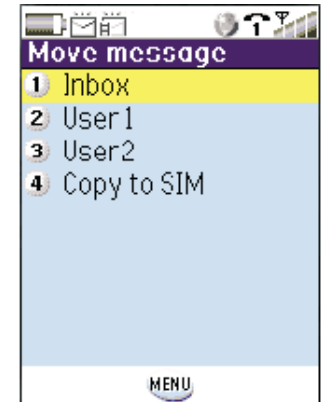 Move message
1 Inbox
2 User1
3 User2
4 Copy to SIM
MENU